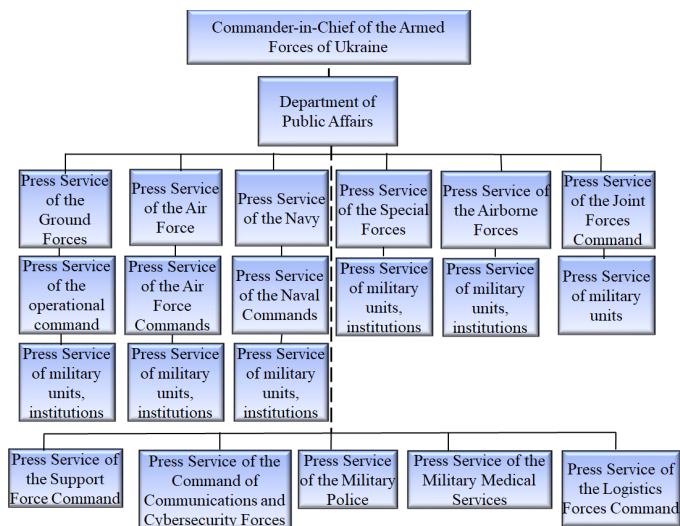 Commander-in-Chief of the Armed
Forces of Ukraine
Department of
Public Affairs
Press Service of
the Ground
Forces
Press Service
of the Air
Force
Press Service
of the Navy
Press Service
of the Special
Forces
Press Service of
the Airborne
Forces
Press Service
of the Joint
Forces
Command
Press Service
of the
operational
command
Press Service
of the Air
Force
Commands
Press Service
of the Naval
Commands
Press Service
of military
units,
institutions
Press Service
of military
units,
institutions
Press Service
of military
units
Press Service
of military
units,
institutions
Press Service
of military
units,
institutions
Press Service
of military
units,
institutions
Press Service of
the Support
Force Command
Press Service of the
Command of
Communications and
Cybersecurity Forces
Press Service
of the Military
Police
Press Service of the
Military Medical
Services
Press Service of
the Logistics
Forces Command